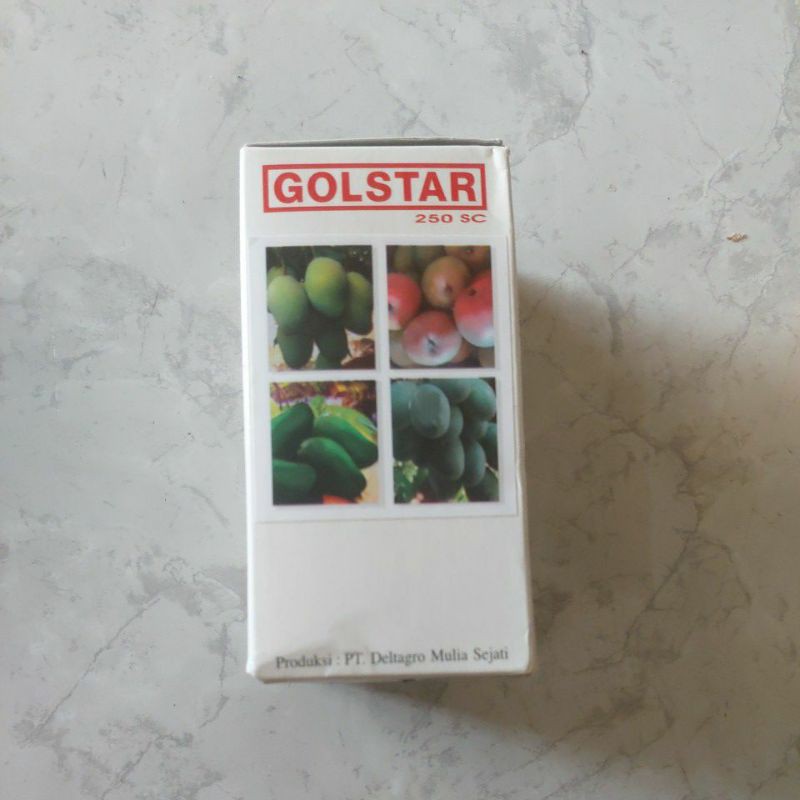 GOLSTAR
250 SC
Produksi : PT. Deltagro Mulia Sejati